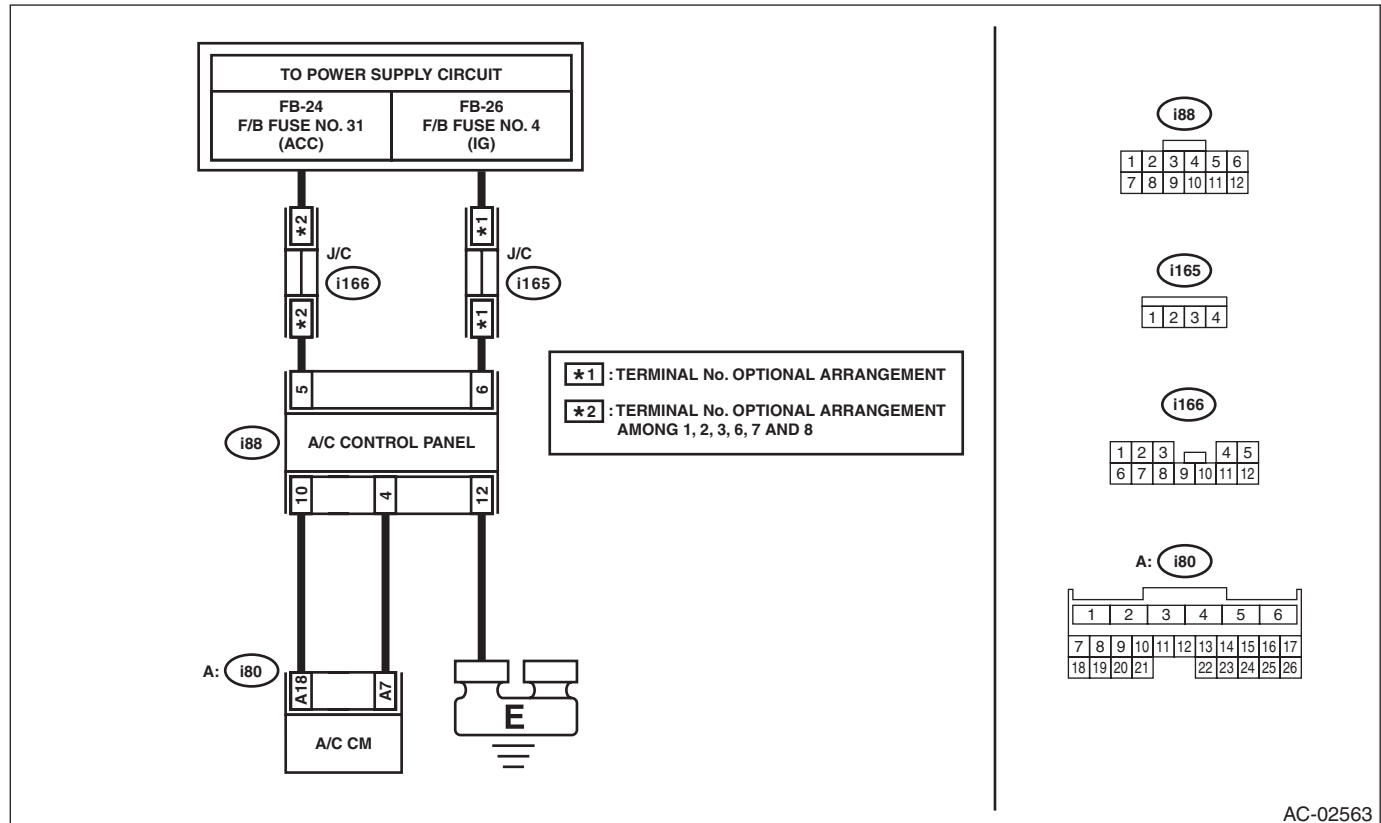 TO POWER SUPPLY CIRCUIT
FB-24
F/B FUSE NO. 31
(ACC)
FB-26
F/B FUSE NO. 4
(IG)
*2
*1
J/C
i166
J/C
i165
*2
*1
5
6
i88
A/C CONTROL PANEL
10
4
12
A: i80
A18
A7
A/C CM
E
*1 : TERMINAL No. OPTIONAL ARRANGEMENT
*2 : TERMINAL No. OPTIONAL ARRANGEMENT
AMONG 1, 2, 3, 6, 7 AND 8
i88
1 2 3 4 5 6
7 8 9 10 11 12
i165
1 2 3 4
i166
1 2 3 4 5
6 7 8 9 10 11 12
A: i80
1 2 3 4 5 6
7 8 9 10 11 12 13 14 15 16 17
18 19 20 21 22 23 24 25 26
AC-02563